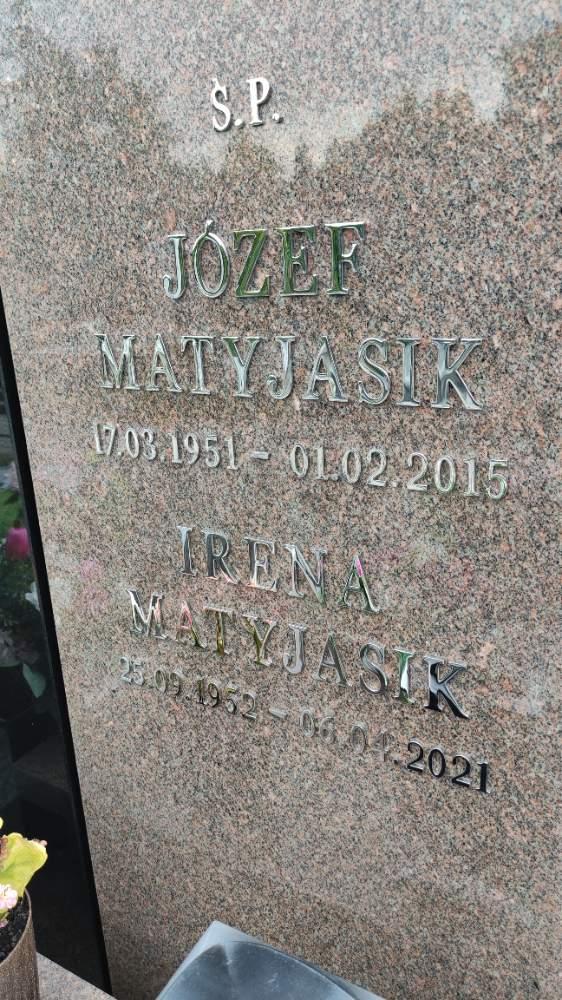 Ś.P.
JÓZEF
MATYJASIK
17.03.1951 - 01.02.2015
IRENA
MATYJASIK
25.09.1952 - 06.04.2021